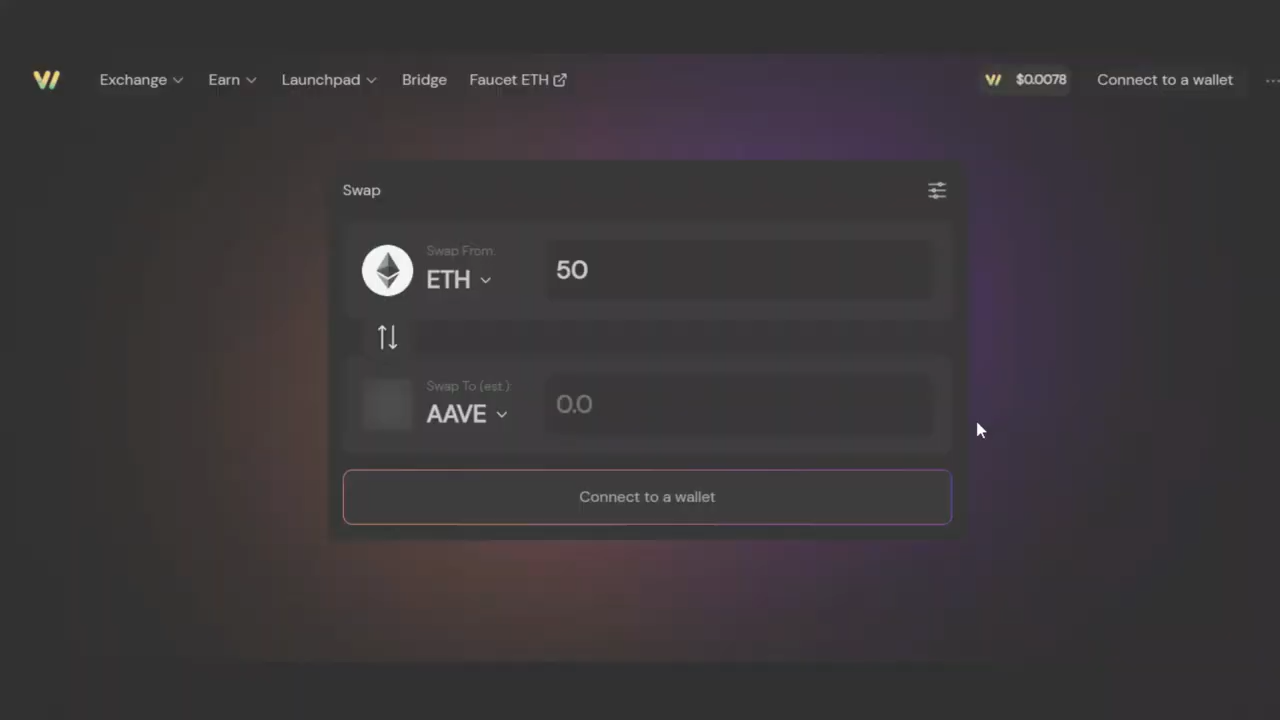 Exchange Earn Launchpad Bridge Faucet ETH $0.0078 Connect to a wallet
Swap
Swap From:
ETH 50
Swap To (est.):
AAVE 0.0
Connect to a wallet